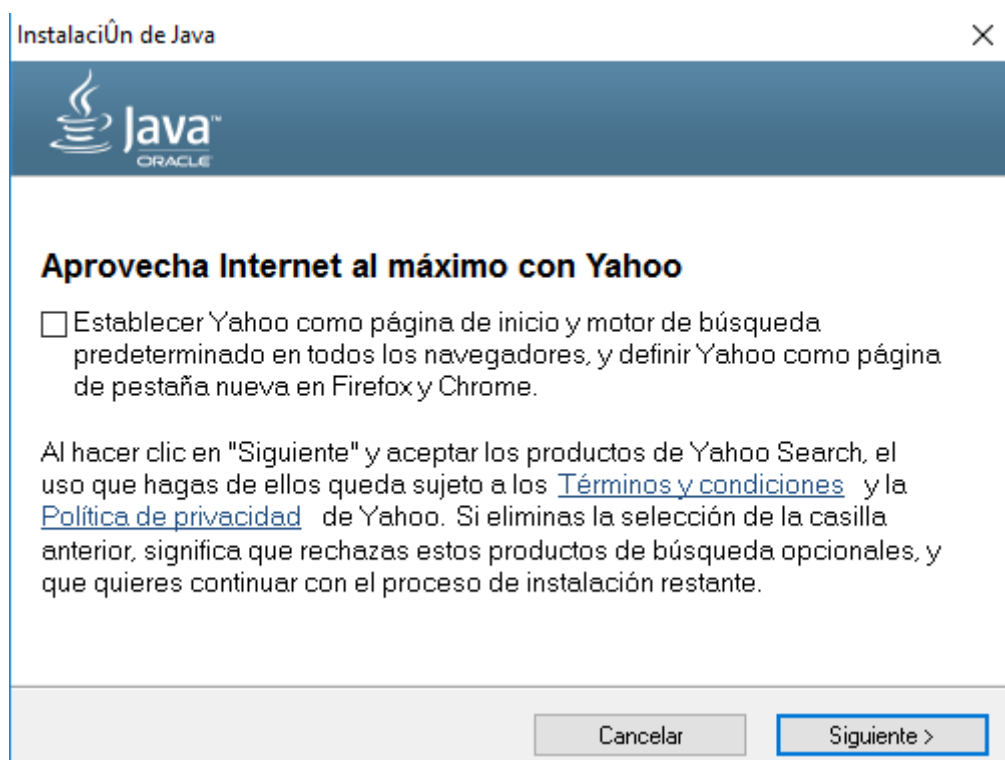 InstalaciÛn de Java
Java™
ORACLE
Aprovecha Internet al máximo con Yahoo
Establecer Yahoo como página de inicio y motor de búsqueda
predeterminado en todos los navegadores, y definir Yahoo como página
de pestaña nueva en Firefox y Chrome.
Al hacer clic en "Siguiente" y aceptar los productos de Yahoo Search, el
uso que hagas de ellos queda sujeto a los Términos y condiciones y la
Política de privacidad de Yahoo. Si eliminas la selección de la casilla
anterior, significa que rechazas estos productos de búsqueda opcionales, y
que quieres continuar con el proceso de instalación restante.
Cancelar Siguiente >